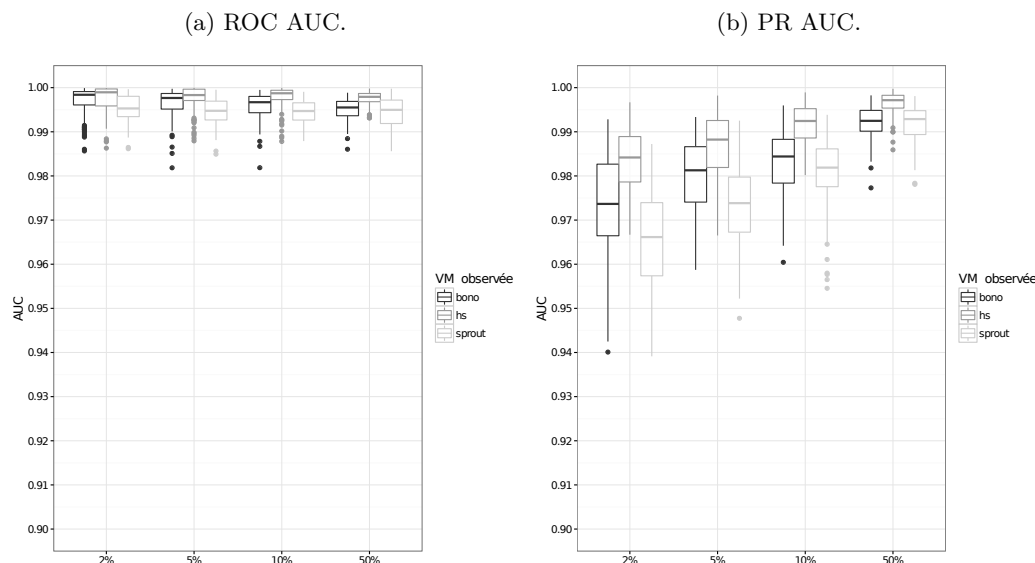 (a) ROC AUC.
(b) PR AUC.
1.00
0.99
0.98
0.97
0.96
0.95
0.94
0.93
0.92
0.91
0.90
AUC
2%
5%
10%
50%
VM observée
bono
hs
sprout
1.00
0.99
0.98
0.97
0.96
0.95
0.94
0.93
0.92
0.91
0.90
AUC
2%
5%
10%
50%
VM observée
bono
hs
sprout